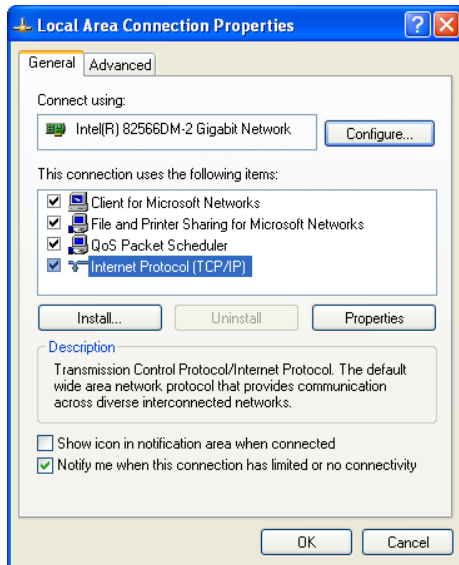 Local Area Connection Properties
General Advanced
Connect using:
Intel(R) 82566DM-2 Gigabit Network Configure...
This connection uses the following items:
Client for Microsoft Networks
File and Printer Sharing for Microsoft Networks
QoS Packet Scheduler
Internet Protocol (TCP/IP)
Install... Uninstall Properties
Description
Transmission Control Protocol/Internet Protocol. The default
wide area network protocol that provides communication
across diverse interconnected networks.
Show icon in notification area when connected
Notify me when this connection has limited or no connectivity
OK Cancel